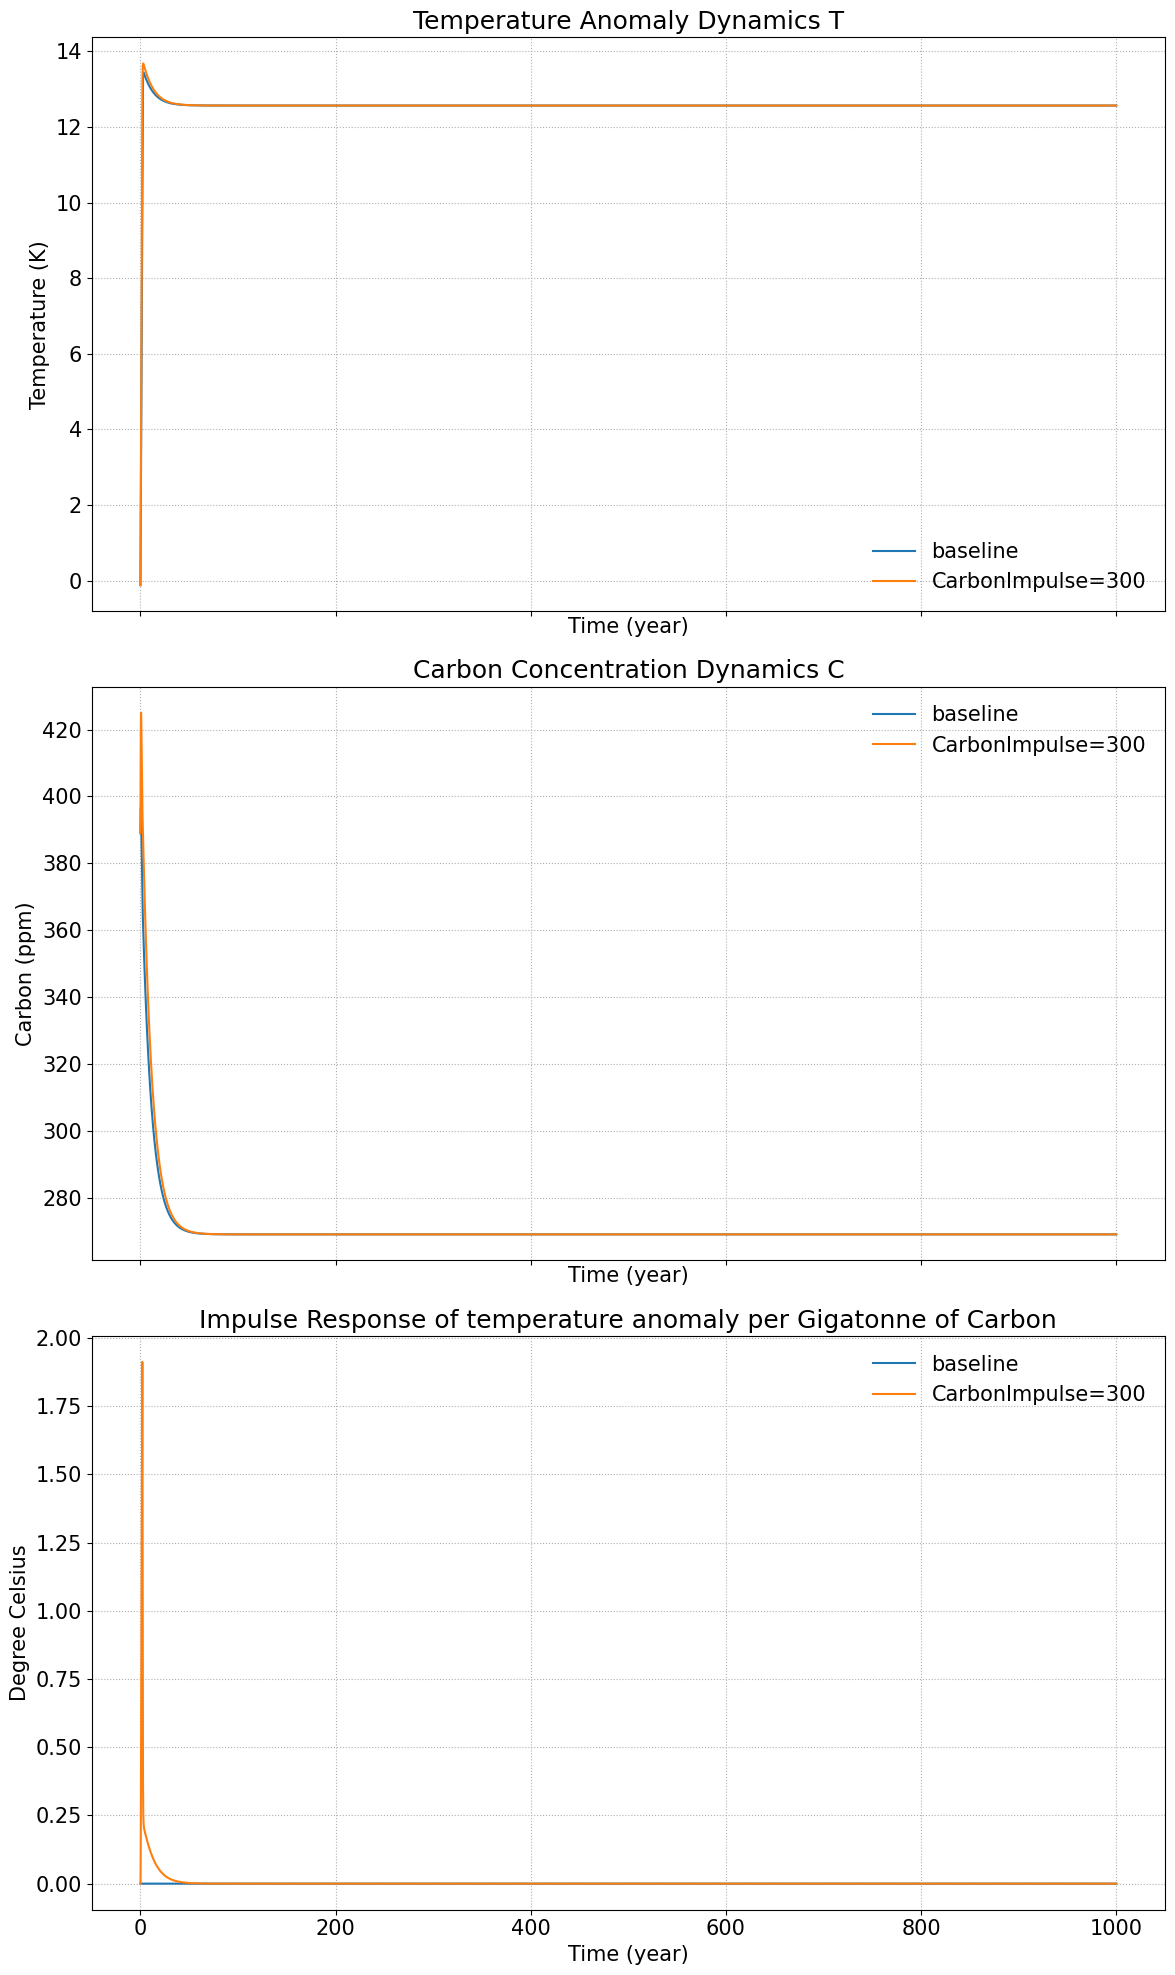 Temperature Anomaly Dynamics T
14
12
10
8
6
4
2
0
Temperature (K)
baseline
CarbonImpulse=300
Time (year)
Carbon Concentration Dynamics C
420
400
380
360
340
320
300
280
Carbon (ppm)
baseline
CarbonImpulse=300
Time (year)
Impulse Response of temperature anomaly per Gigatonne of Carbon
2.00
1.75
1.50
1.25
1.00
0.75
0.50
0.25
0.00
Degree Celsius
baseline
CarbonImpulse=300
0 200 400 600 800 1000
Time (year)